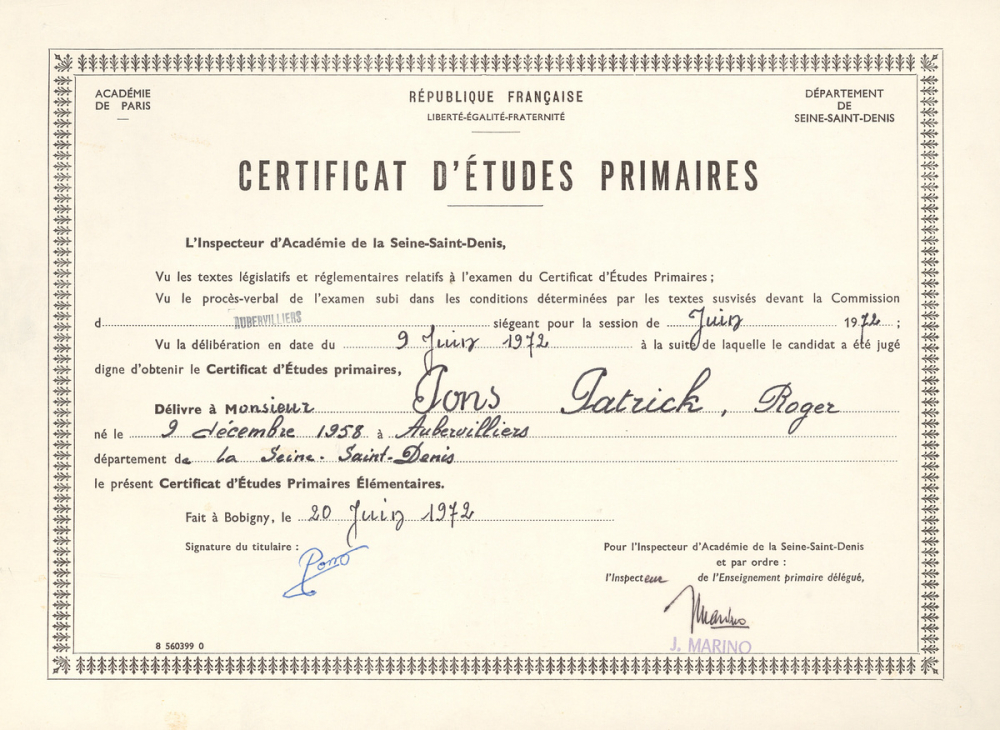 ACADÉMIE
DE PARIS
RÉPUBLIQUE FRANÇAISE
LIBERTÉ-ÉGALITÉ-FRATERNITÉ
DÉPARTEMENT
DE
SEINE-SAINT-DENIS
CERTIFICAT D'ÉTUDES PRIMAIRES
L'Inspecteur d'Académie de la Seine-Saint-Denis,
Vu les textes législatifs et réglementaires relatifs à l'examen du Certificat d'Études Primaires ;
Vu le procès-verbal de l'examen subi dans les conditions déterminées par les textes susvisés devant la Commission
d AUBERVILLIERS siégeant pour la session de Juin 1972 ;
Vu la délibération en date du 9 Juin 1972 à la suite de laquelle le candidat a été jugé
digne d'obtenir le Certificat d'Études primaires,
Délivre à Monsieur Pons Patrick, Roger
né le 9 décembre 1958 à Aubervilliers
département de la Seine-Saint-Denis
le présent Certificat d'Études Primaires Élémentaires.
Fait à Bobigny, le 20 Juin 1972
Signature du titulaire :
Pons
Pour l'Inspecteur d'Académie de la Seine-Saint-Denis
et par ordre :
l'Inspecteur de l'Enseignement primaire délégué,
Marino
J. MARINO
8 560399 0